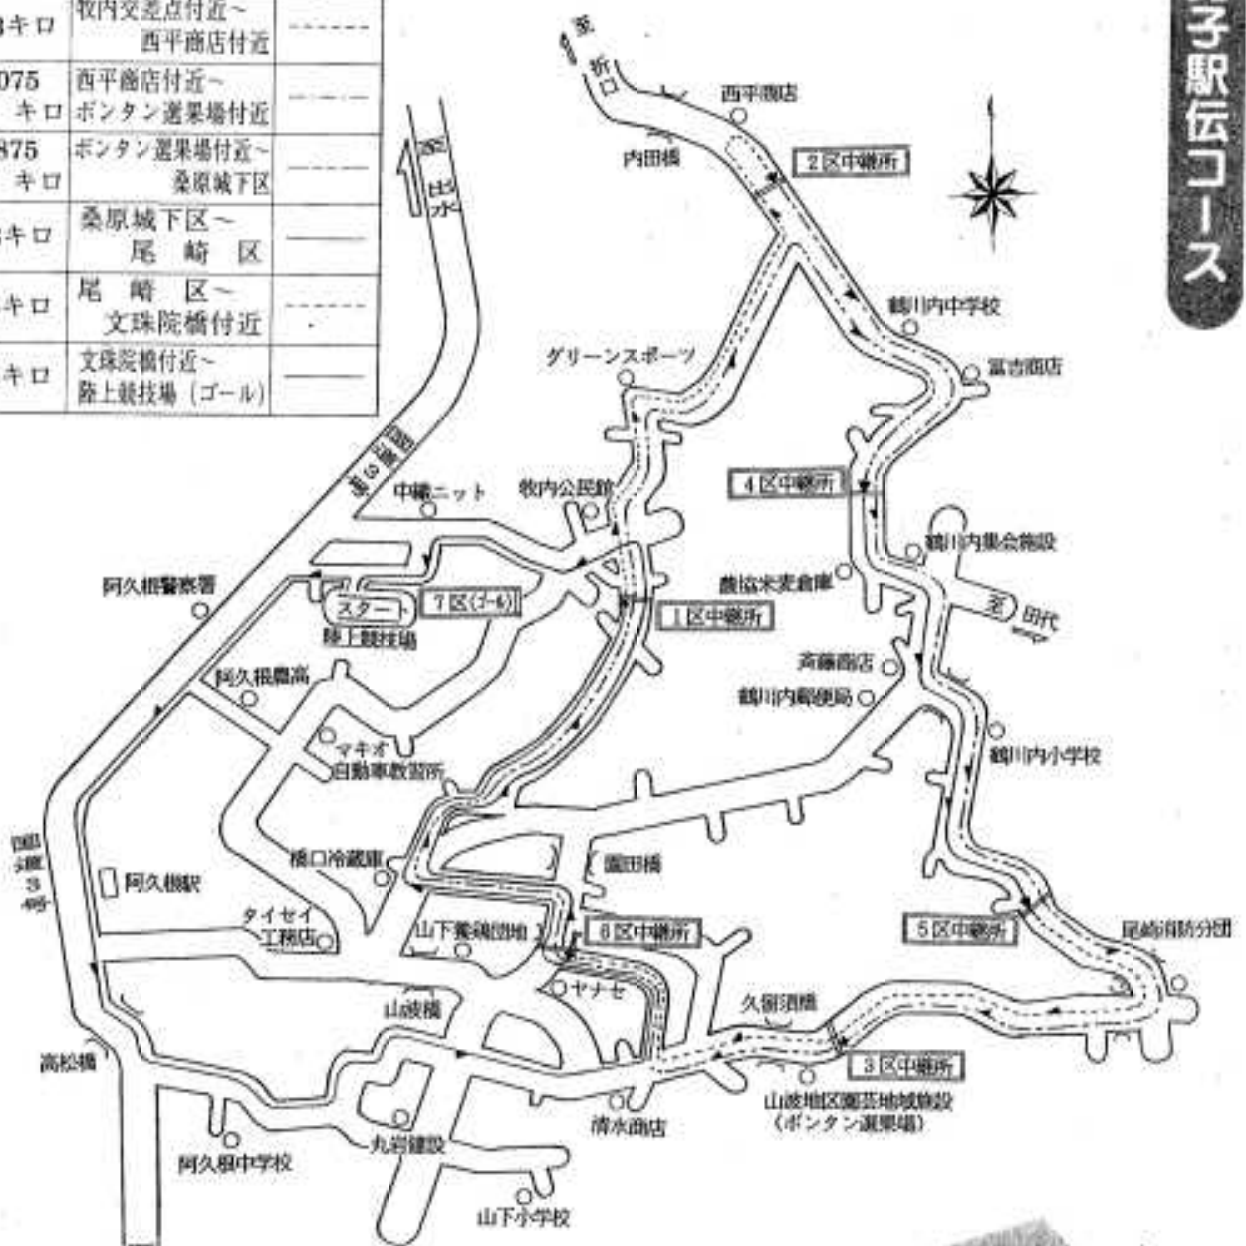 子駅伝コース
キロ
牧内交差点付近~
西平商店付近
075
キロ
西平商店付近~
ボンタン選果場付近
875
キロ
ボンタン選果場付近~
桑原城下区
キロ
桑原城下区~
尾崎区
キロ
尾崎区~
文珠院橋付近
キロ
文珠院橋付近~
陸上競技場(ゴール)
至折口
西平商店
内田橋
2区中継所
至出水
鶴川内中学校
冨吉商店
グリーンスポーツ
国道3号
中織ニット
牧内公民館
4区中継所
鶴川内集会施設
農協米麦倉庫
至田代
阿久根警察署
スタート
7区(ゴール)
陸上競技場
1区中継所
斉藤商店
鶴川内郵便局
阿久根農高
マキオ
自動車教習所
鶴川内小学校
国道3号
橋口冷蔵庫
園田橋
阿久根駅
タイセイ
工務店
山下養鶏団地
6区中継所
5区中継所
尾崎消防分団
ヤナセ
山波橋
久留須橋
高松橋
3区中継所
山波地区園芸地域施設
(ボンタン選果場)
清水商店
丸岩建設
阿久根中学校
山下小学校